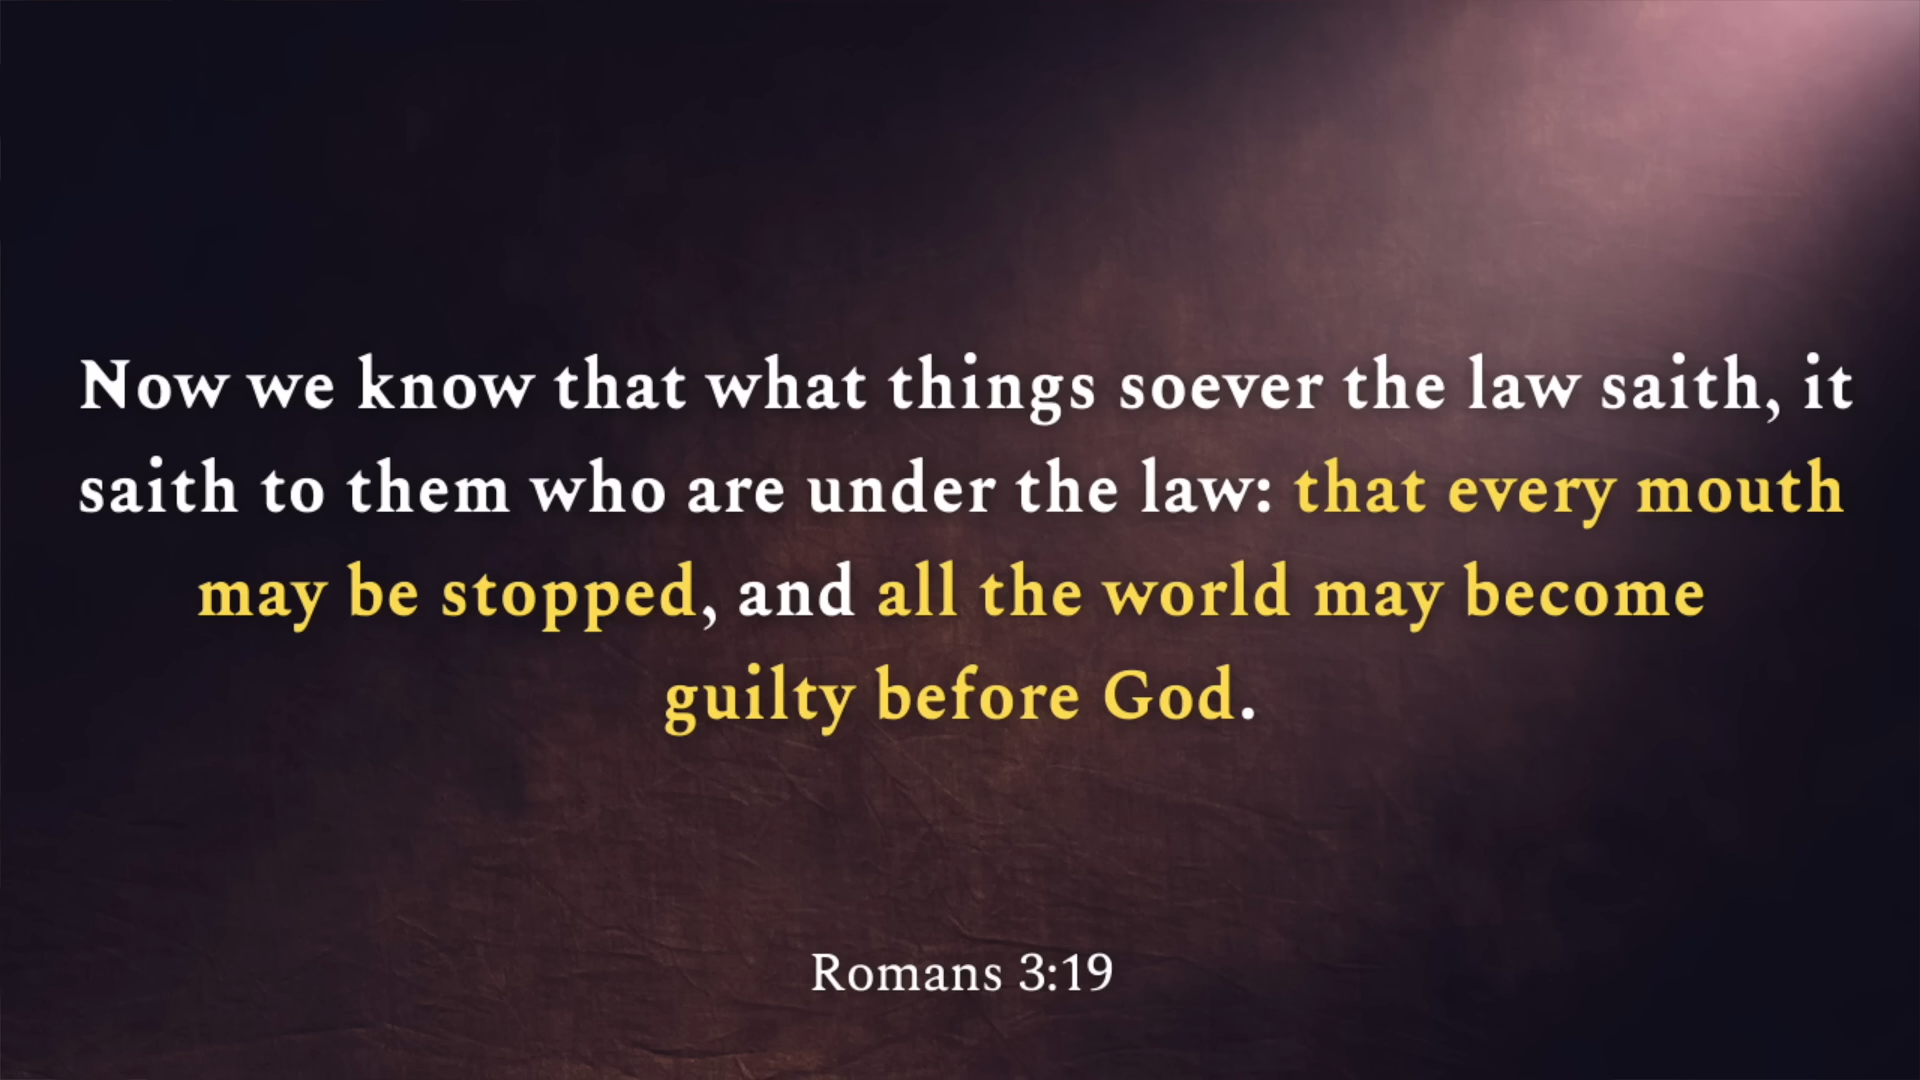 Now we know that what things soever the law saith, it
saith to them who are under the law: that every mouth
may be stopped, and all the world may become
guilty before God.
Romans 3:19